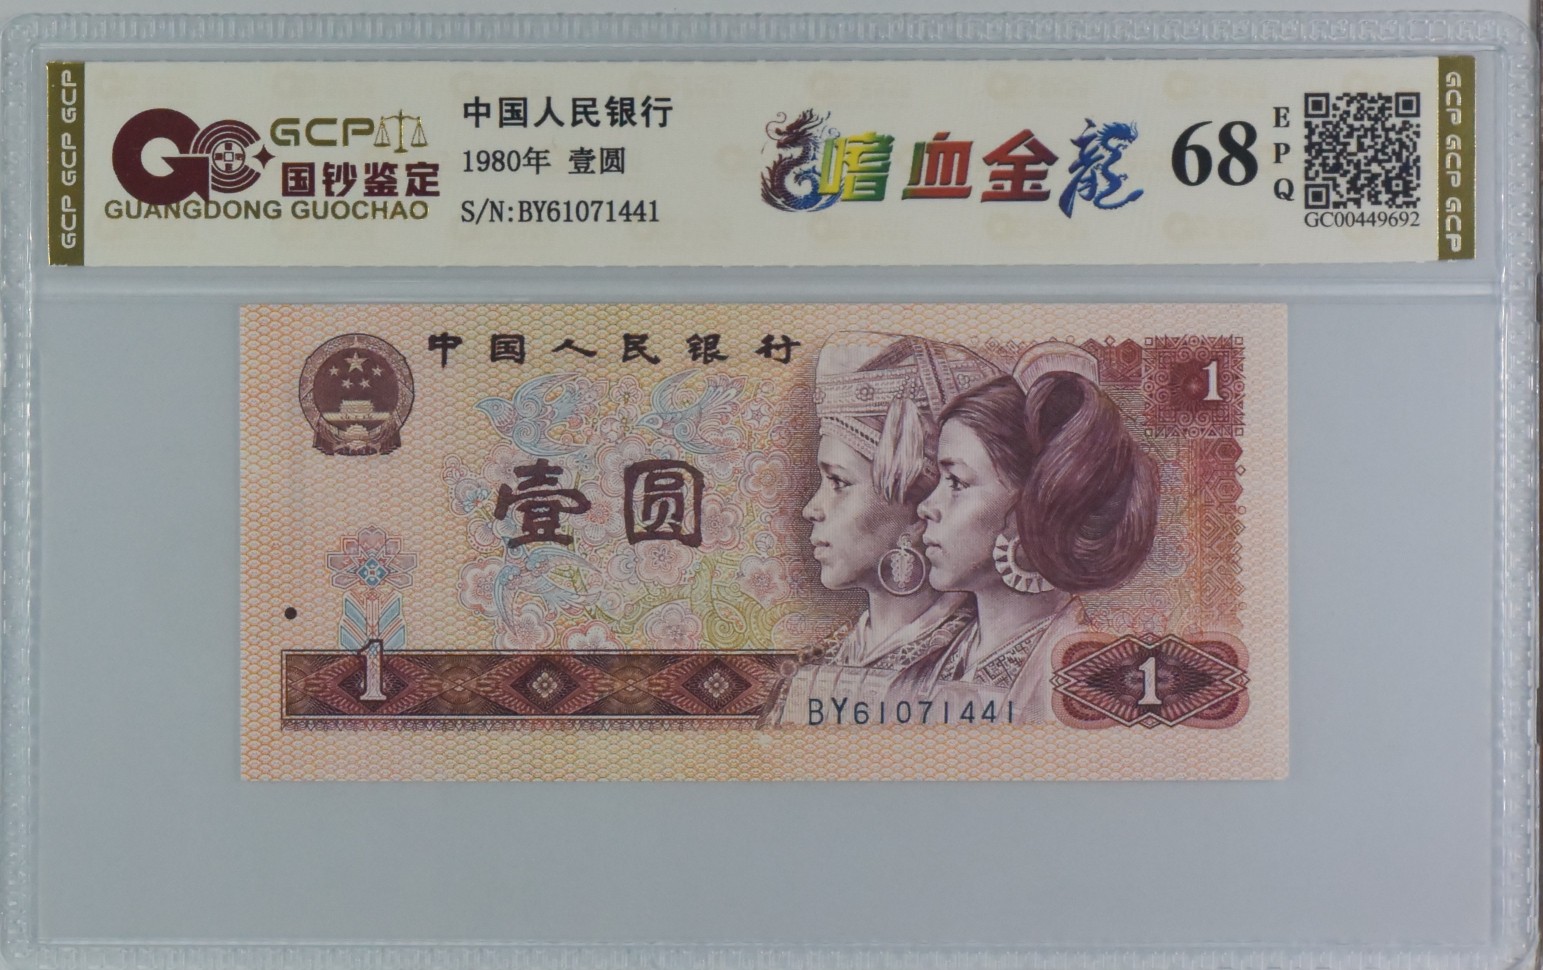 GCP GCP GCP
GCP
国钞鉴定
GUANGDONG GUOCHAO
中国人民银行
1980年 壹圆
S/N:BY61071441
嗜血金龍
68
EPQ
GC00449692
GCP GCP GCP
中国人民银行
1
壹圆
1
BY61071441
1